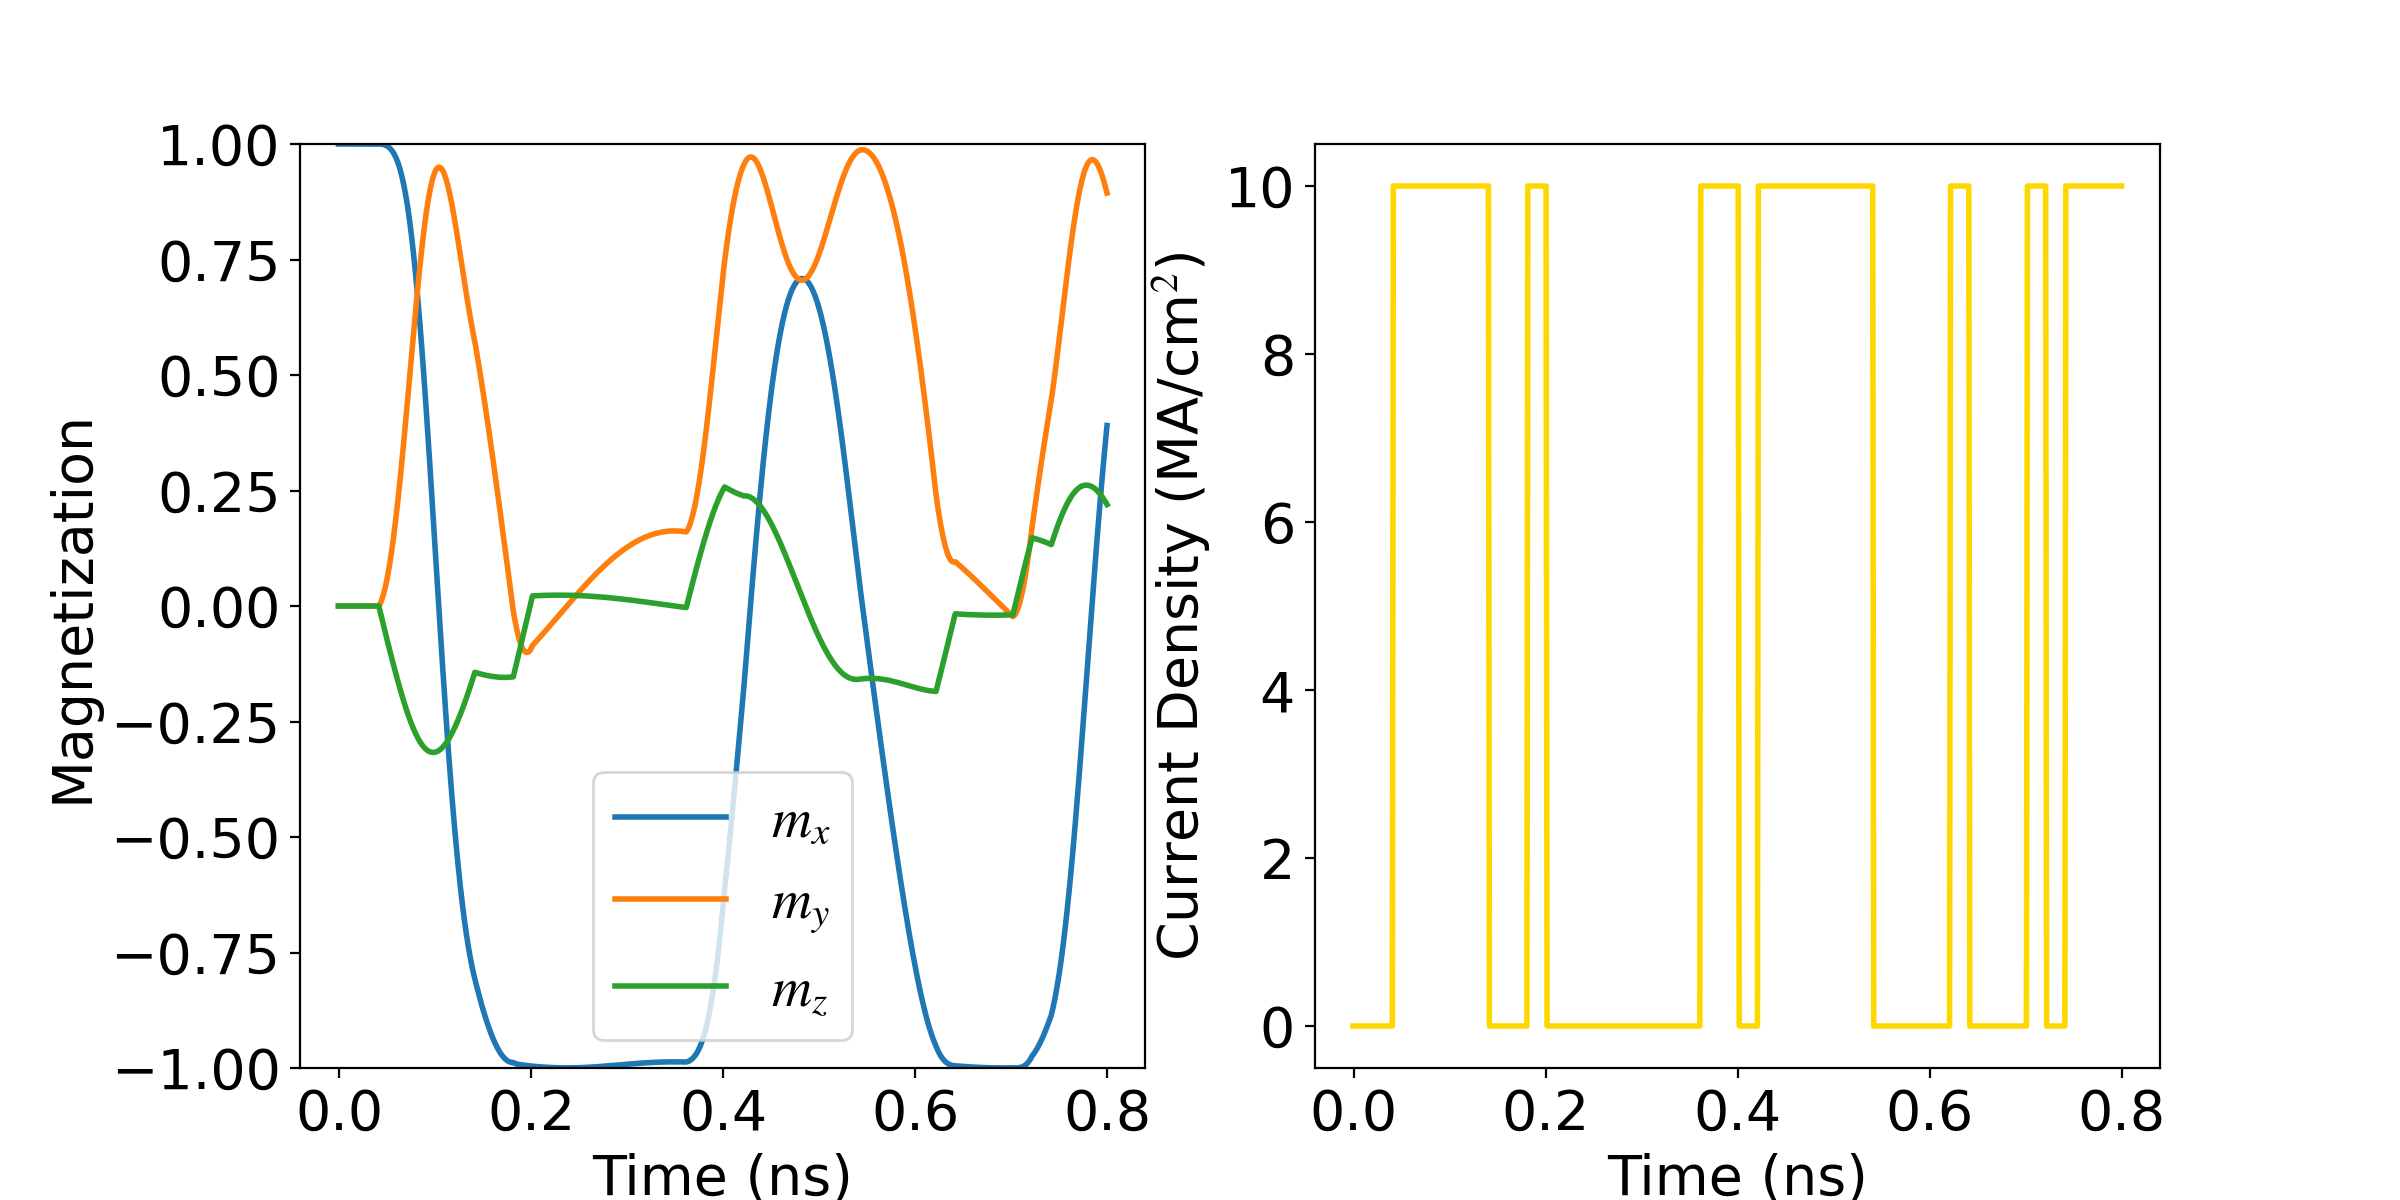 1.00
0.75
0.50
0.25
0.00
−0.25
−0.50
−0.75
−1.00
Magnetization
0.0 0.2 0.4 0.6 0.8
Time (ns)
m_x
m_y
m_z
10
8
6
4
2
0
Current Density (MA/cm²)
0.0 0.2 0.4 0.6 0.8
Time (ns)